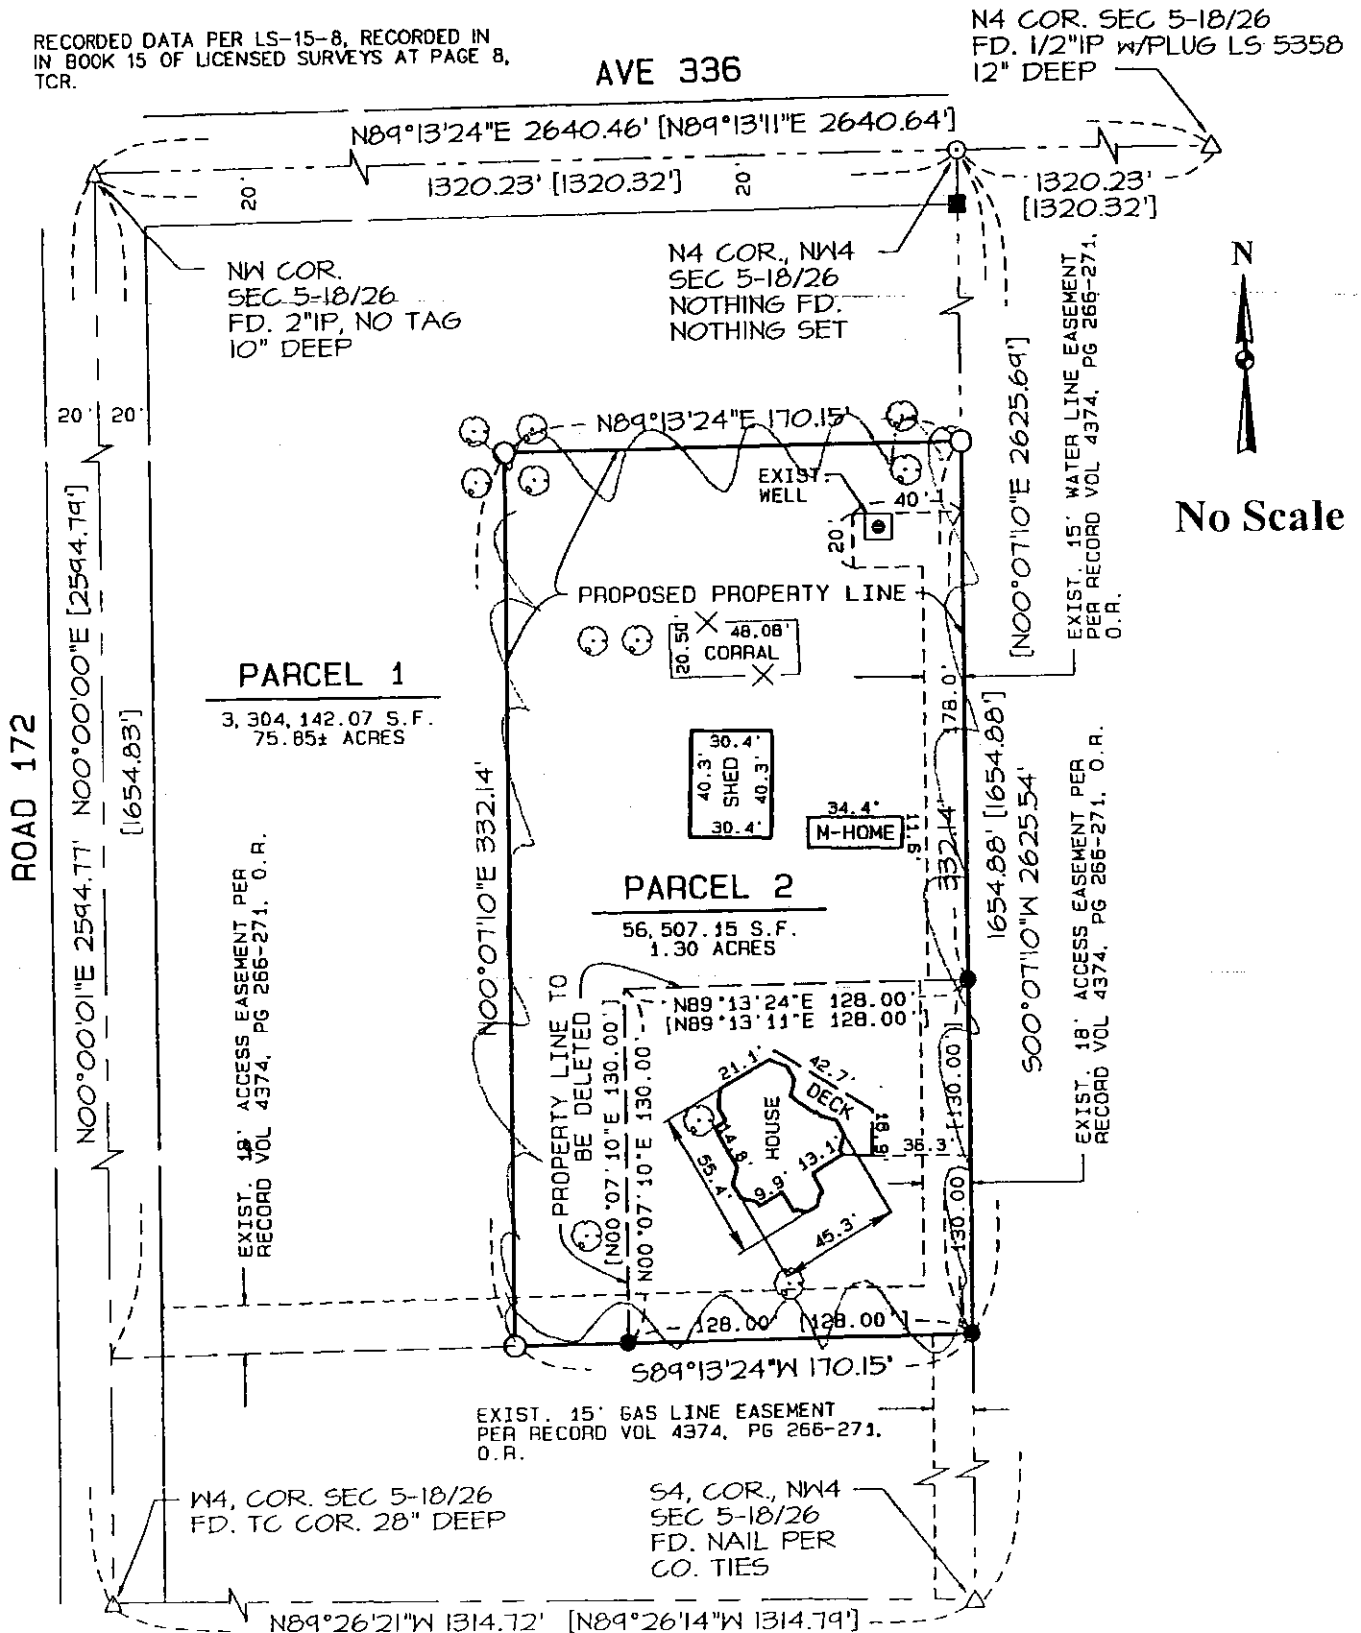 RECORDED DATA PER LS-15-8, RECORDED IN
IN BOOK 15 OF LICENSED SURVEYS AT PAGE 8,
TCR.
AVE 336
N4 COR. SEC 5-18/26
FD. 1/2"IP W/PLUG LS 5358
12" DEEP
N89°13'24"E 2640.46' [N89°13'11"E 2640.64']
1320.23' [1320.32']
20'
20'
1320.23'
[1320.32']
NW COR.
SEC 5-18/26
FD. 2"IP, NO TAG
10" DEEP
N4 COR., NW4
SEC 5-18/26
NOTHING FD.
NOTHING SET
N
No Scale
20' 20'
N89°13'24"E 170.15'
EXIST.
WELL
40'
20'
[N00°07'10"E 2625.69']
EXIST. 15' WATER LINE EASEMENT
PER RECORD VOL 4374, PG 266-271,
O.R.
PROPOSED PROPERTY LINE
20.50'
48.08'
CORRAL
PARCEL 1
3,304,142.07 S.F.
75.85± ACRES
ROAD 172
N00°00'01"E 2594.77' N00°00'00"E [2594.79']
[1654.83']
178.0'
30.4'
40.3'
SHED
40.3'
30.4'
34.4'
M-HOME
11.6'
N00°07'10"E 332.14'
332.14'
1654.88' [1654.88']
S00°07'10"W 2625.54'
EXIST. 18' ACCESS EASEMENT PER
RECORD VOL 4374, PG 266-271, O.R.
PARCEL 2
56,507.15 S.F.
1.30 ACRES
EXIST. 18' ACCESS EASEMENT PER
RECORD VOL 4374, PG 266-271, O.R.
PROPERTY LINE TO
BE DELETED
N89°13'24"E 128.00'
[N89°13'11"E 128.00']
[N00°07'10"E 130.00']
N00°07'10"E 130.00'
21.1'
42.7'
DECK
HOUSE
14.8'
13.1'
9.9'
55.4'
45.3'
[130.00']
130.00'
128.00' [128.00']
S89°13'24"W 170.15'
EXIST. 15' GAS LINE EASEMENT
PER RECORD VOL 4374, PG 266-271,
O.R.
W4, COR. SEC 5-18/26
FD. TC COR. 28" DEEP
S4, COR., NW4
SEC 5-18/26
FD. NAIL PER
CO. TIES
N89°26'21"W 1314.72' [N89°26'14"W 1314.79']